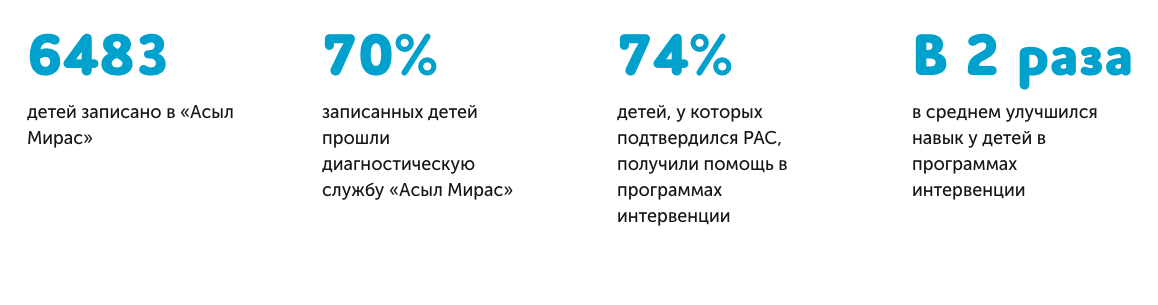 6483
детей записано в «Асыл
Мирас»
70%
записанных детей
прошли
диагностическую
службу «Асыл Мирас»
74%
детей, у которых
подтвердился РАС,
получили помощь в
программах
интервенции
В 2 раза
в среднем улучшился
навык у детей в
программах
интервенции